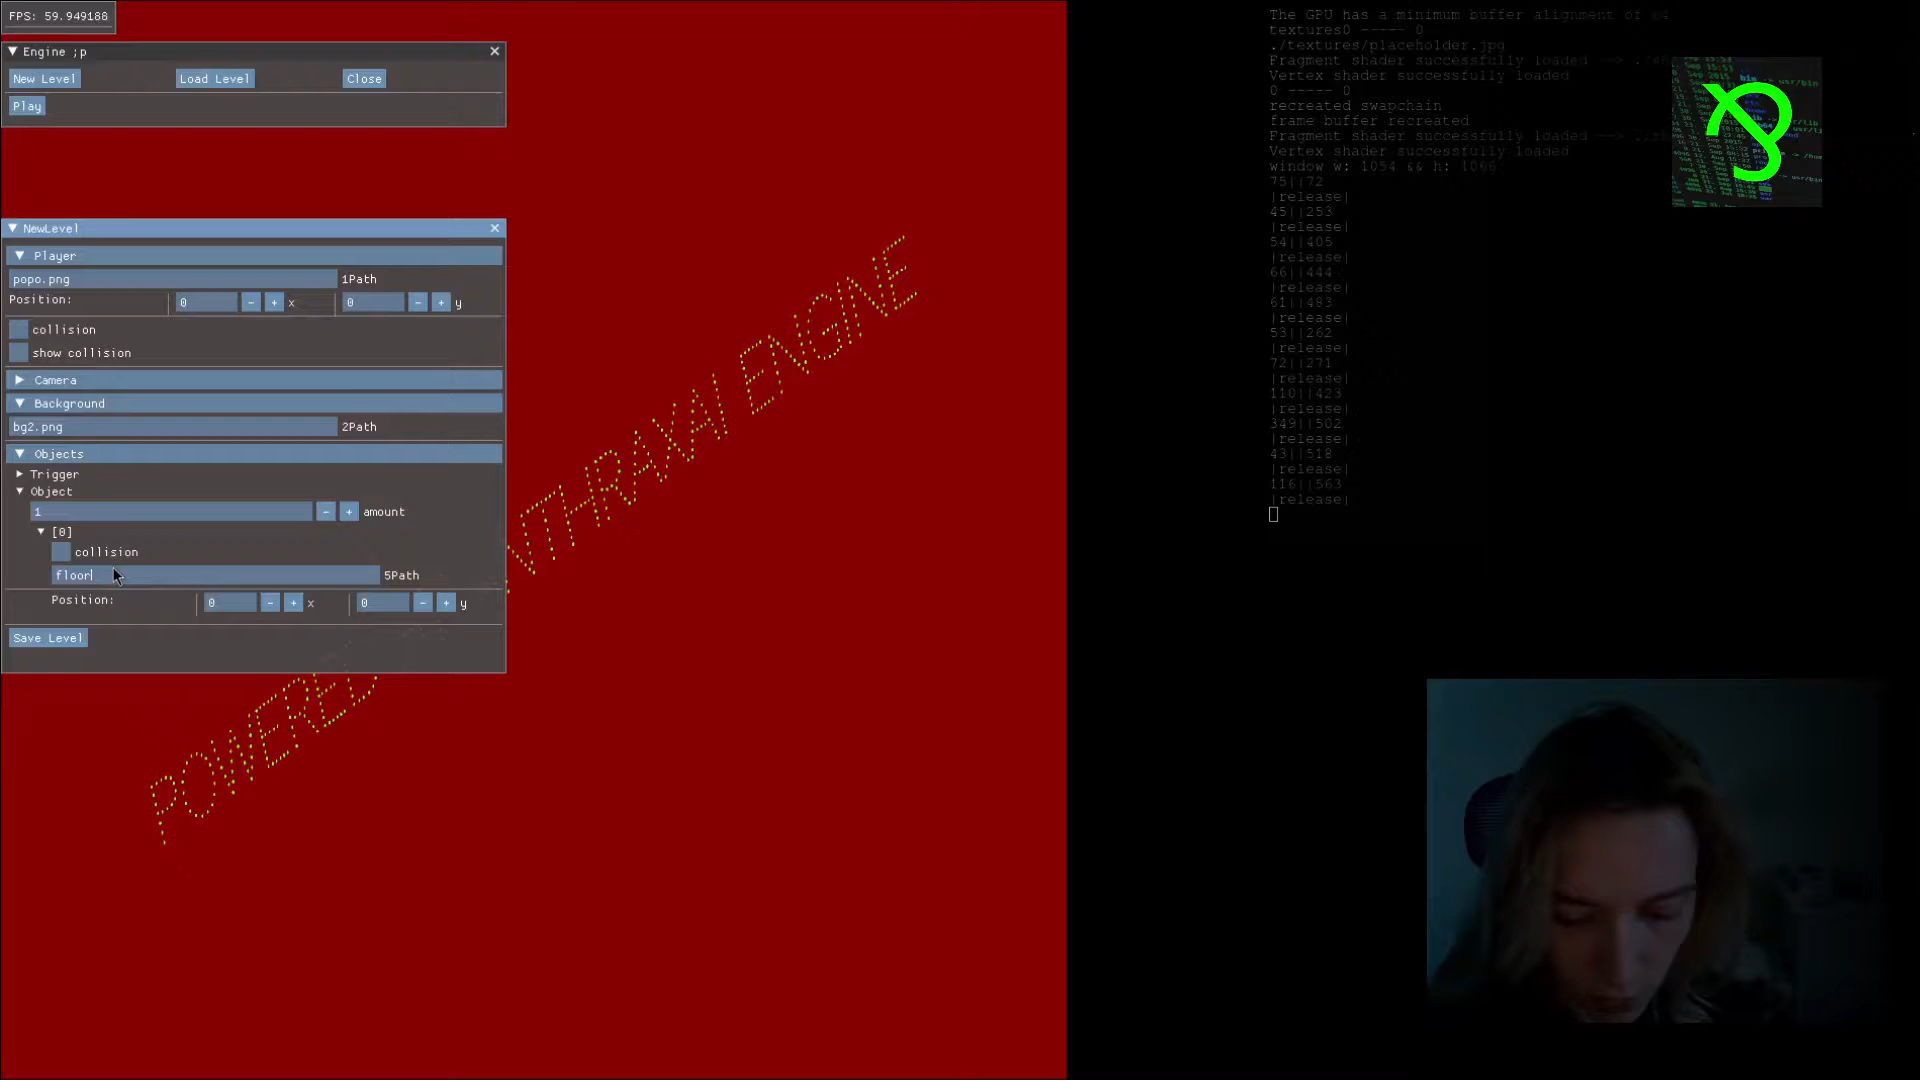 FPS: 59.949188
Engine ;p
New Level Load Level Close
Play
NewLevel
Player
popo.png 1Path
Position: 0 - + x 0 - + y
collision
show collision
Camera
Background
bg2.png 2Path
Objects
Trigger
Object
1 - + amount
[0]
collision
floor 5Path
Position: 0 - + x 0 - + y
Save Level
POWERED
NTHRAXAI ENGINE
The GPU has a minimum buffer alignment of 64
textures0 ----- 0
./textures/placeholder.jpg
Fragment shader successfully loaded
Vertex shader successfully loaded
0 ----- 0
recreated swapchain
frame buffer recreated
Fragment shader successfully loaded
Vertex shader successfully loaded
window w: 1054 && h: 1066
75||72
|release|
45||253
|release|
54||405
|release|
66||444
|release|
61||483
|release|
53||262
|release|
72||271
|release|
110||423
|release|
349||502
|release|
43||518
|release|
116||563
|release|